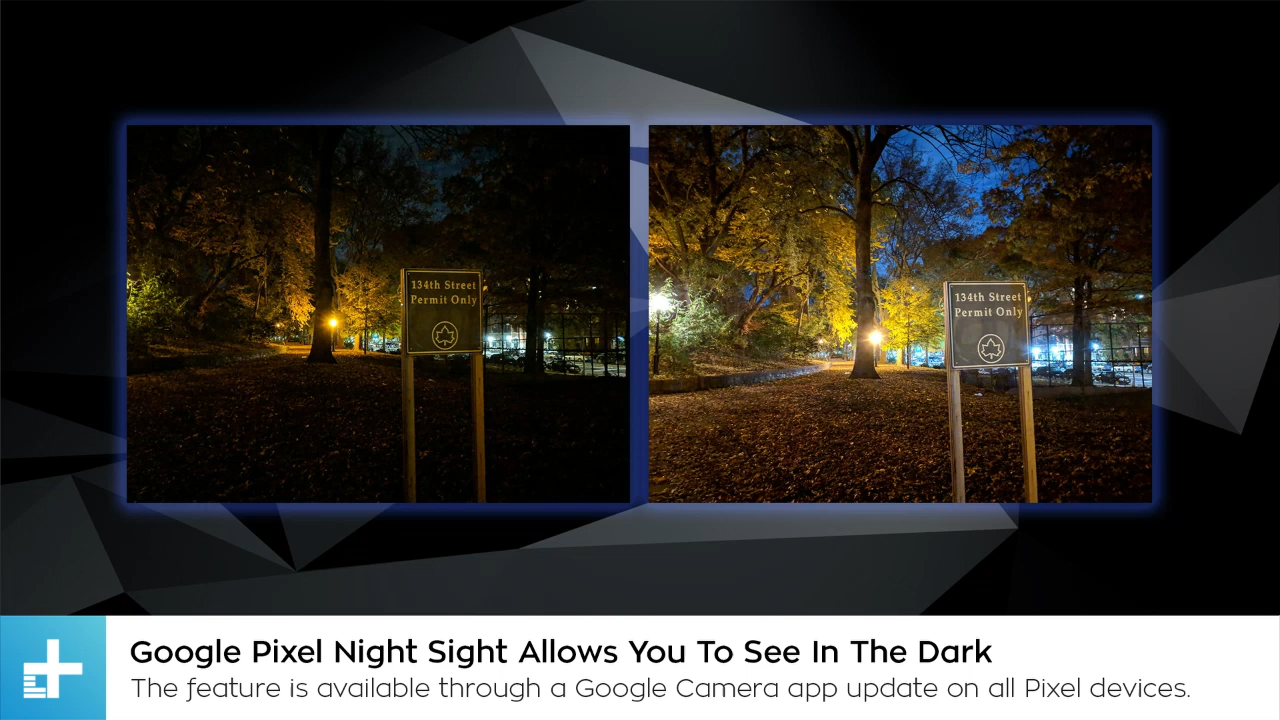 134th Street
Permit Only
134th Street
Permit Only
Google Pixel Night Sight Allows You To See In The Dark
The feature is available through a Google Camera app update on all Pixel devices.